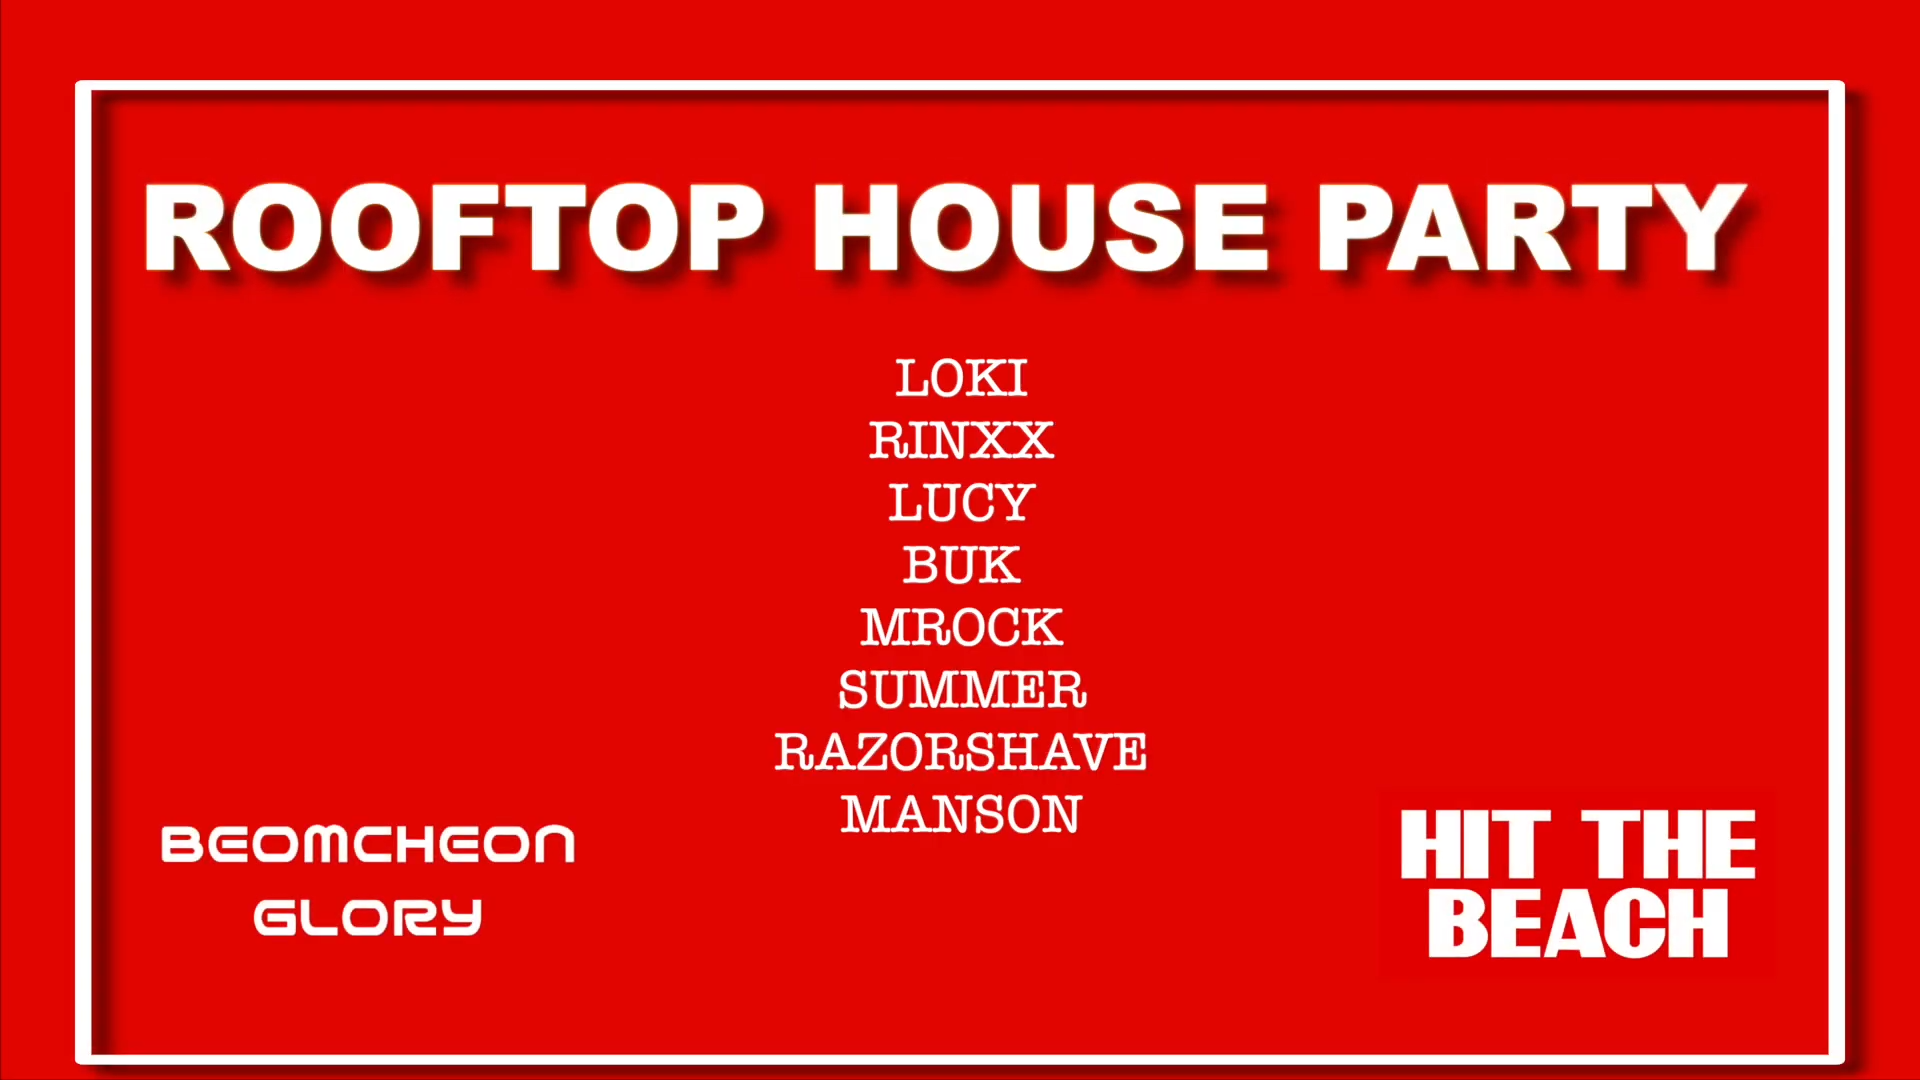 ROOFTOP HOUSE PARTY
LOKI
RINXX
LUCY
BUK
MROCK
SUMMER
RAZORSHAVE
MANSON
BEOMCHEON
GLORY
HIT THE
BEACH